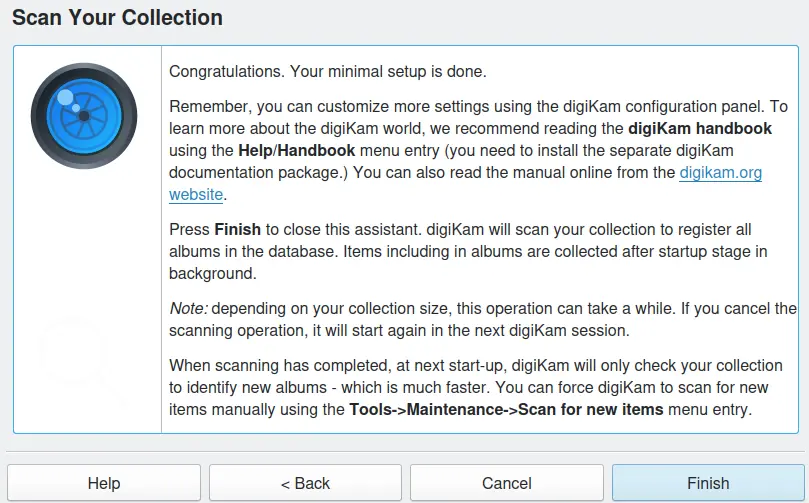 Scan Your Collection
Congratulations. Your minimal setup is done.
Remember, you can customize more settings using the digiKam configuration panel. To
learn more about the digiKam world, we recommend reading the digiKam handbook
using the Help/Handbook menu entry (you need to install the separate digiKam
documentation package.) You can also read the manual online from the digikam.org
website.
Press Finish to close this assistant. digiKam will scan your collection to register all
albums in the database. Items including in albums are collected after startup stage in
background.
Note: depending on your collection size, this operation can take a while. If you cancel the
scanning operation, it will start again in the next digiKam session.
When scanning has completed, at next start-up, digiKam will only check your collection
to identify new albums - which is much faster. You can force digiKam to scan for new
items manually using the Tools->Maintenance->Scan for new items menu entry.
Help
< Back
Cancel
Finish